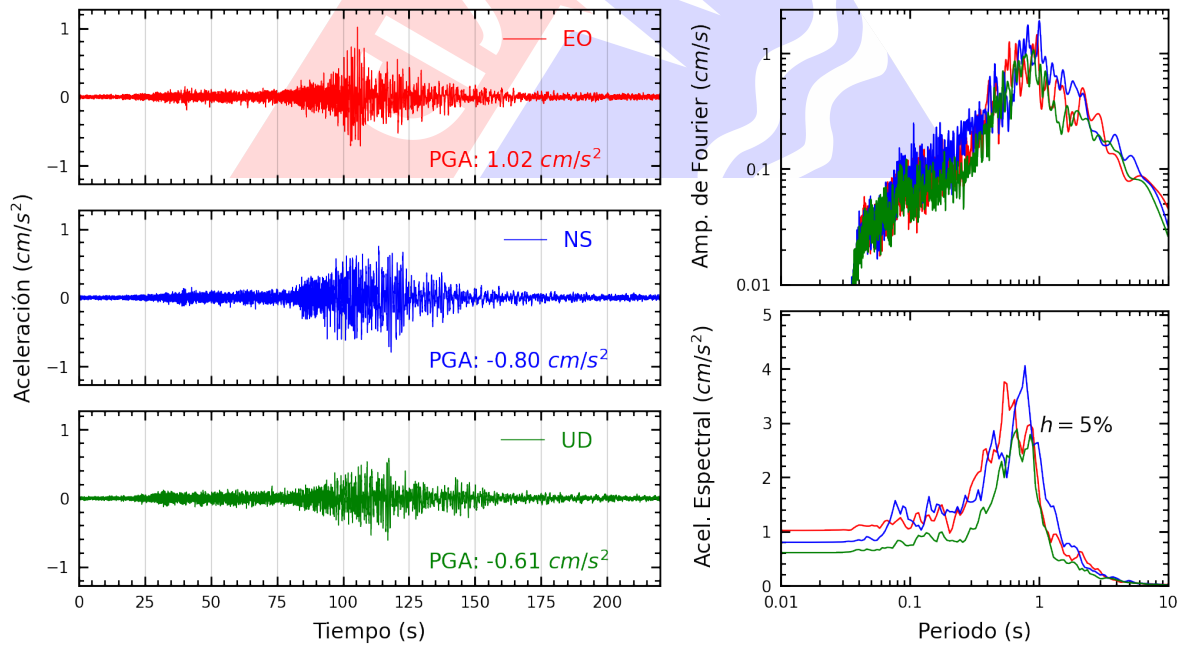 Aceleración (cm/s²)
1
0
−1
EO
PGA: 1.02 cm/s²
1
0
−1
NS
PGA: -0.80 cm/s²
1
0
−1
UD
PGA: -0.61 cm/s²
0 25 50 75 100 125 150 175 200
Tiempo (s)
Amp. de Fourier (cm/s)
1
0.1
0.01
Acel. Espectral (cm/s²)
5
4
3
2
1
0
h = 5%
0.01 0.1 1 10
Periodo (s)